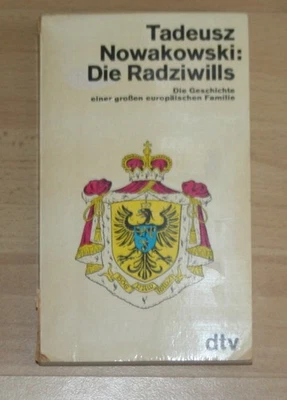 Tadeusz
Nowakowski:
Die Radziwills
Die Geschichte
einer großen europäischen Familie
dtv